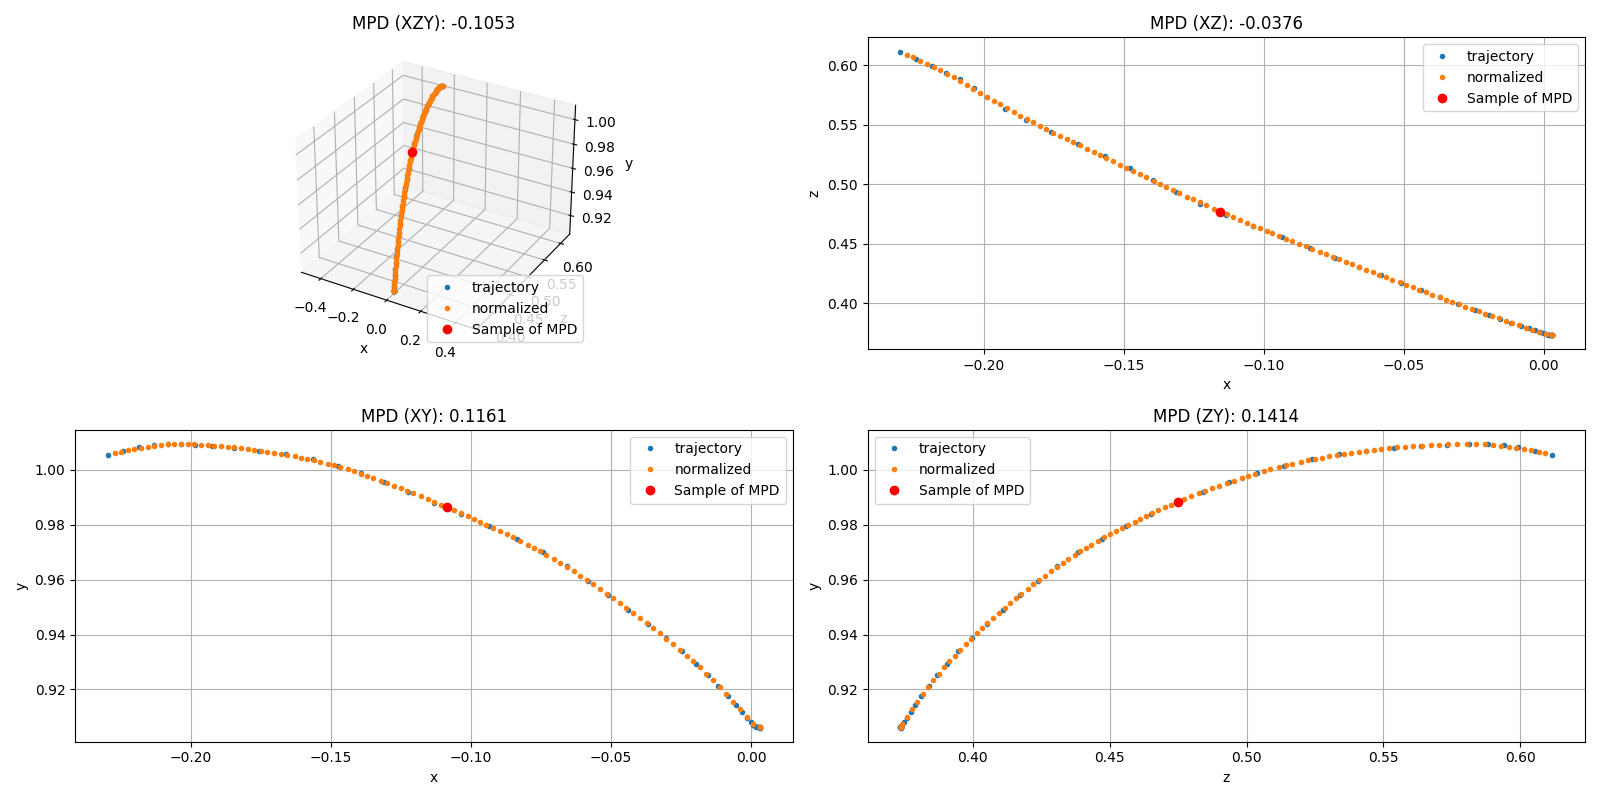 MPD (XZY): -0.1053
1.00
0.98
0.96
0.94
0.92
y
0.60
0.55
0.50
0.45
0.40
z
−0.4
−0.2
0.0
0.2
0.4
x
trajectory
normalized
Sample of MPD
MPD (XZ): -0.0376
trajectory
normalized
Sample of MPD
0.60
0.55
0.50
0.45
0.40
z
−0.20
−0.15
−0.10
−0.05
0.00
x
MPD (XY): 0.1161
trajectory
normalized
Sample of MPD
1.00
0.98
0.96
0.94
0.92
y
−0.20
−0.15
−0.10
−0.05
0.00
x
MPD (ZY): 0.1414
trajectory
normalized
Sample of MPD
1.00
0.98
0.96
0.94
0.92
y
0.40
0.45
0.50
0.55
0.60
z